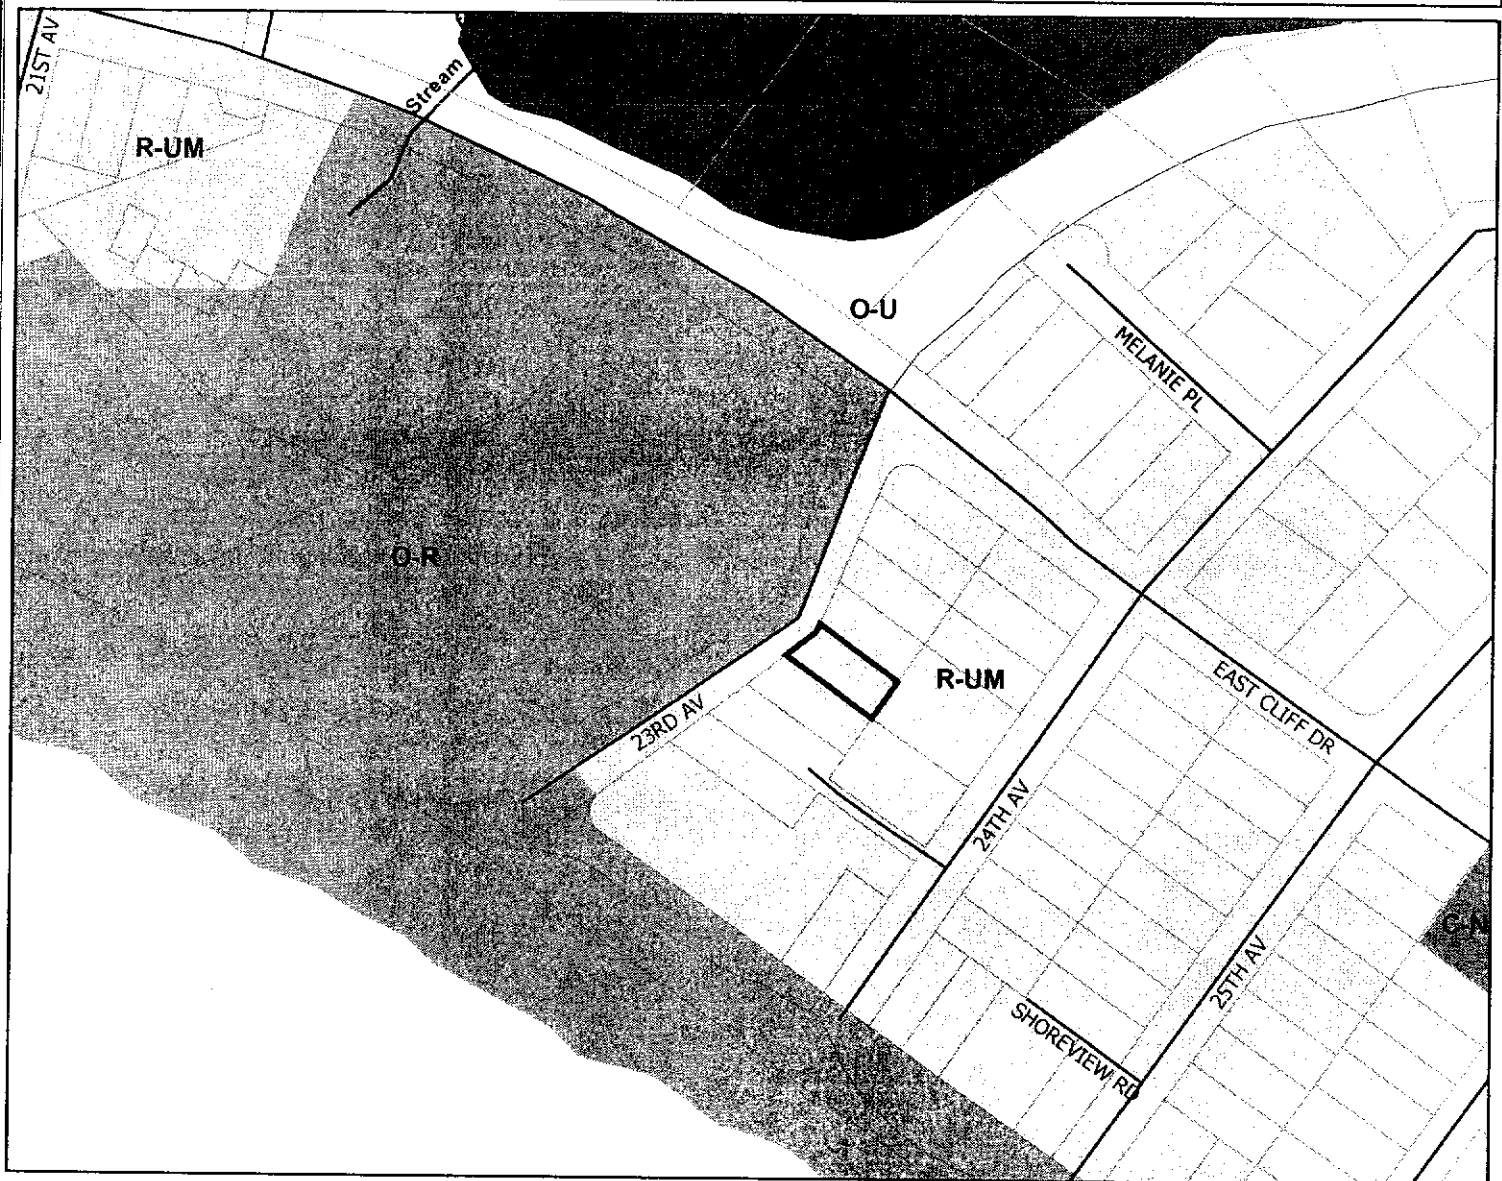 21ST AV
Stream
R-UM
O-U
MELANIE PL
O-R
R-UM
23RD AV
EAST CLIFF DR
24TH AV
C-N
25TH AV
SHOREVIEW RD